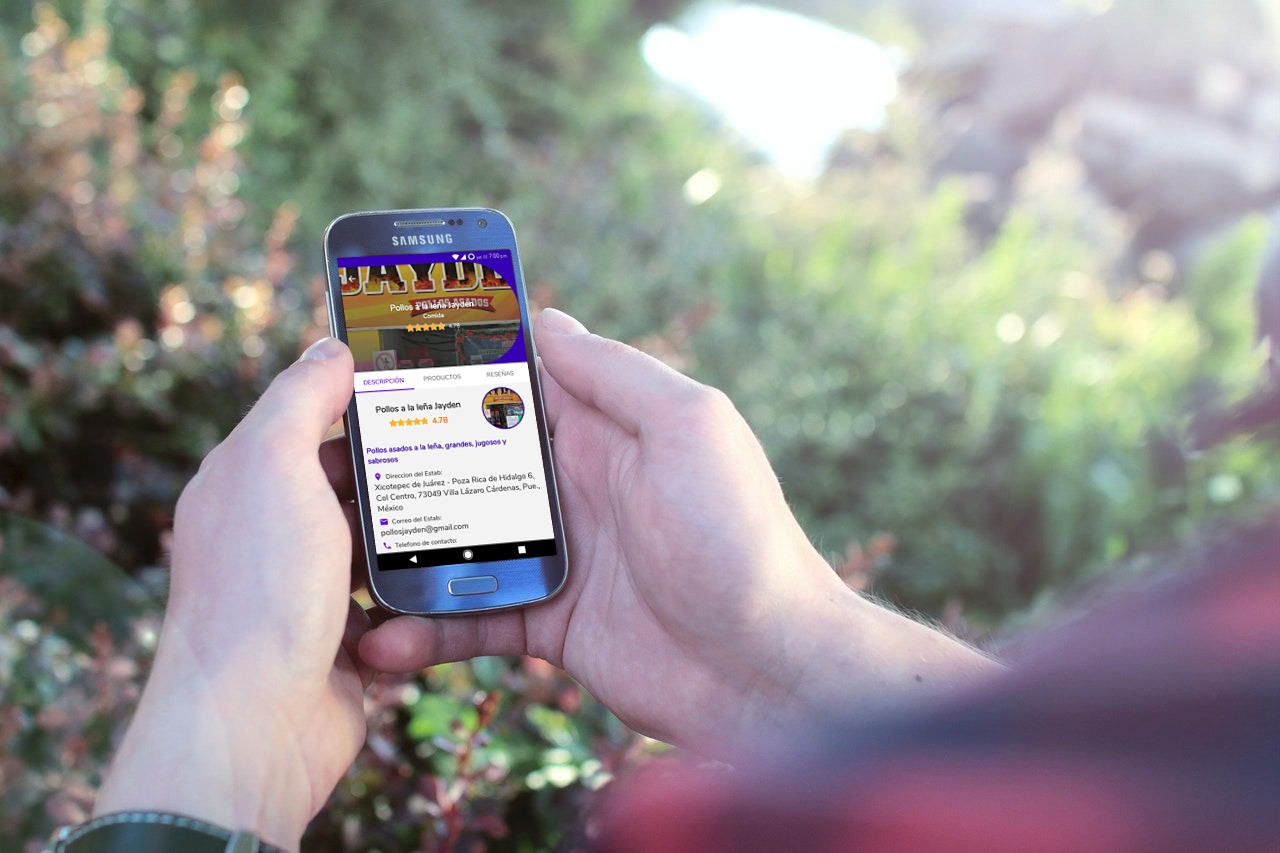 SAMSUNG
7:00 p.m.
JAYDE
POLLOS ASADOS
Pollos a la leña Jayden
Comida
4.78
DESCRIPCIÓN PRODUCTOS RESEÑAS
Pollos a la leña Jayden
4.78
Pollos asados a la leña, grandes, jugosos y
sabrosos
Direccion del Estab:
Xicotepec de Juárez - Poza Rica de Hidalgo 6,
Col Centro, 73049 Villa Lázaro Cárdenas, Pue.,
México
Correo del Estab:
pollosjayden@gmail.com
Telefono de contacto: